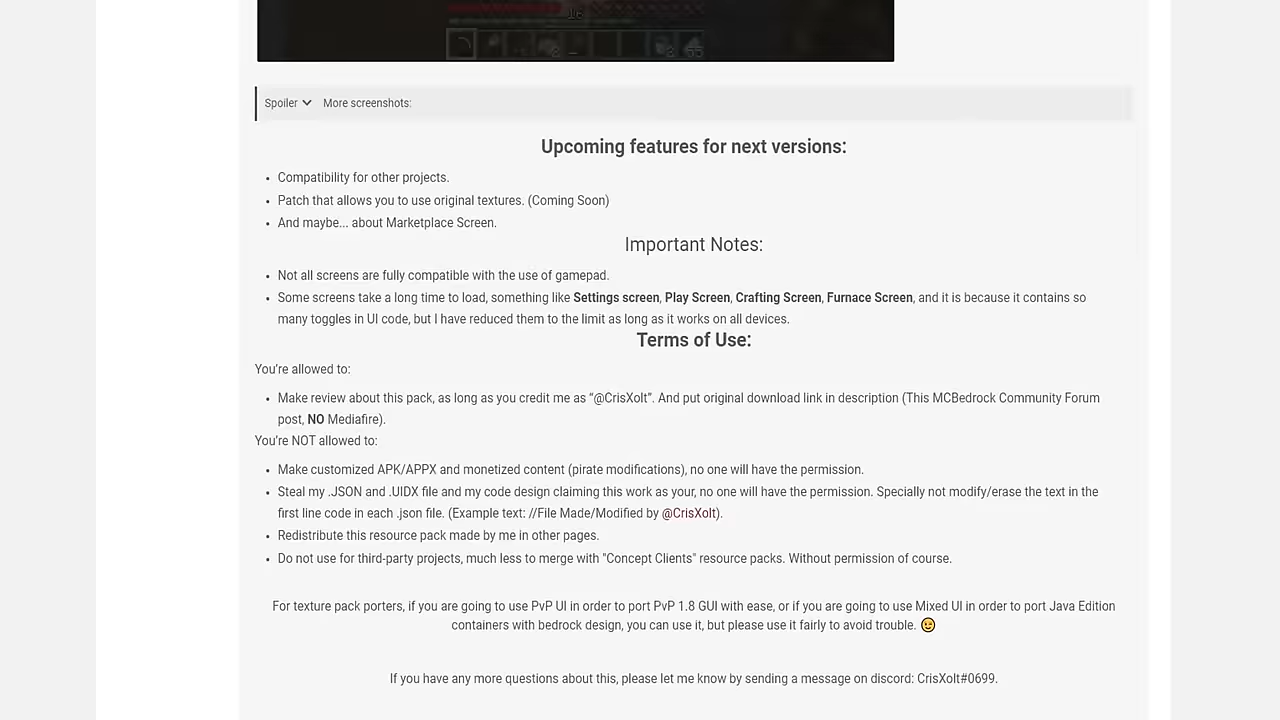 Spoiler More screenshots:
Upcoming features for next versions:
• Compatibility for other projects.
• Patch that allows you to use original textures. (Coming Soon)
• And maybe... about Marketplace Screen.
Important Notes:
• Not all screens are fully compatible with the use of gamepad.
• Some screens take a long time to load, something like Settings screen, Play Screen, Crafting Screen, Furnace Screen, and it is because it contains so
many toggles in UI code, but I have reduced them to the limit as long as it works on all devices.
Terms of Use:
You're allowed to:
• Make review about this pack, as long as you credit me as “@CrisXolt”. And put original download link in description (This MCBedrock Community Forum
post, NO Mediafire).
You're NOT allowed to:
• Make customized APK/APPX and monetized content (pirate modifications), no one will have the permission.
• Steal my .JSON and .UIDX file and my code design claiming this work as your, no one will have the permission. Specially not modify/erase the text in the
first line code in each .json file. (Example text: //File Made/Modified by @CrisXolt).
• Redistribute this resource pack made by me in other pages.
• Do not use for third-party projects, much less to merge with "Concept Clients" resource packs. Without permission of course.
For texture pack porters, if you are going to use PvP UI in order to port PvP 1.8 GUI with ease, or if you are going to use Mixed UI in order to port Java Edition
containers with bedrock design, you can use it, but please use it fairly to avoid trouble. 😉
If you have any more questions about this, please let me know by sending a message on discord: CrisXolt#0699.